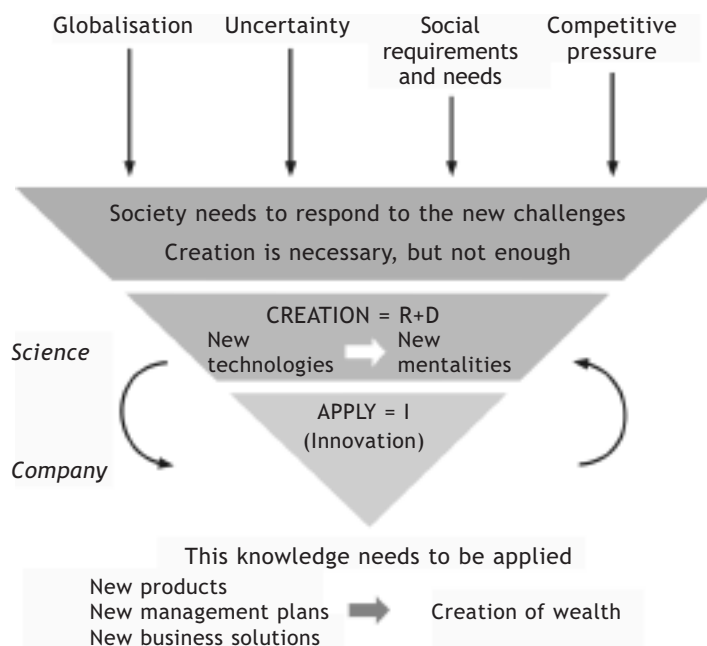 Globalisation
Uncertainty
Social
requirements
and needs
Competitive
pressure
Society needs to respond to the new challenges
Creation is necessary, but not enough
CREATION = R+D
New
technologies
New
mentalities
Science
APPLY = I
(Innovation)
Company
This knowledge needs to be applied
New products
New management plans
New business solutions
Creation of wealth